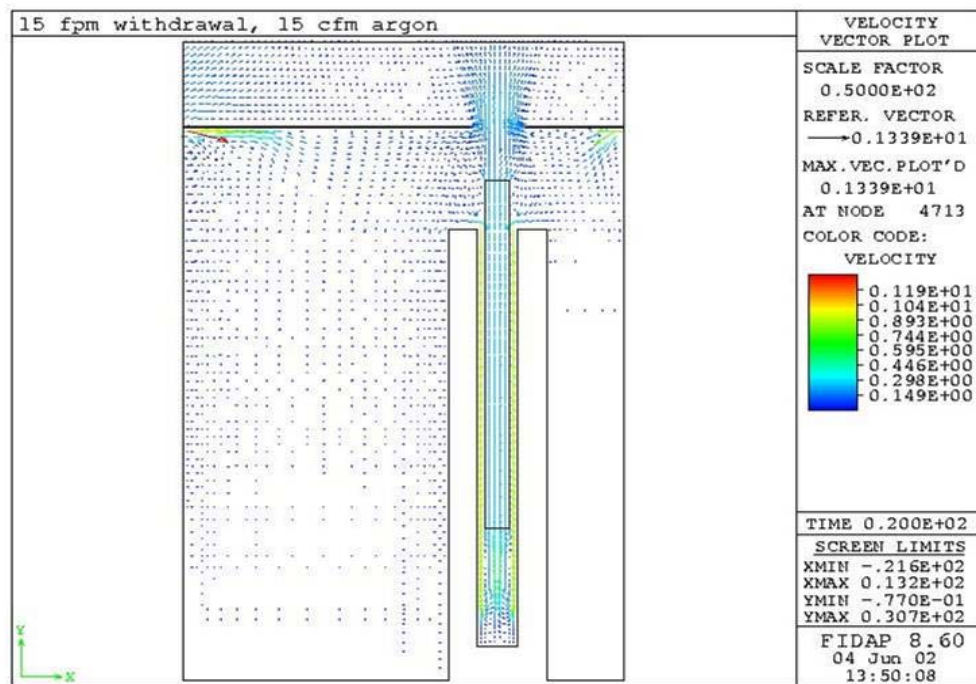 15 fpm withdrawal, 15 cfm argon
VELOCITY
VECTOR PLOT
SCALE FACTOR
0.5000E+02
REFER. VECTOR
0.1339E+01
MAX.VEC.PLOT'D
0.1339E+01
AT NODE 4713
COLOR CODE:
VELOCITY
0.119E+01
0.104E+01
0.893E+00
0.744E+00
0.595E+00
0.446E+00
0.298E+00
0.149E+00
TIME 0.200E+02
SCREEN LIMITS
XMIN -.216E+02
XMAX 0.132E+02
YMIN -.770E-01
YMAX 0.307E+02
FIDAP 8.60
04 Jun 02
13:50:08
Y
X